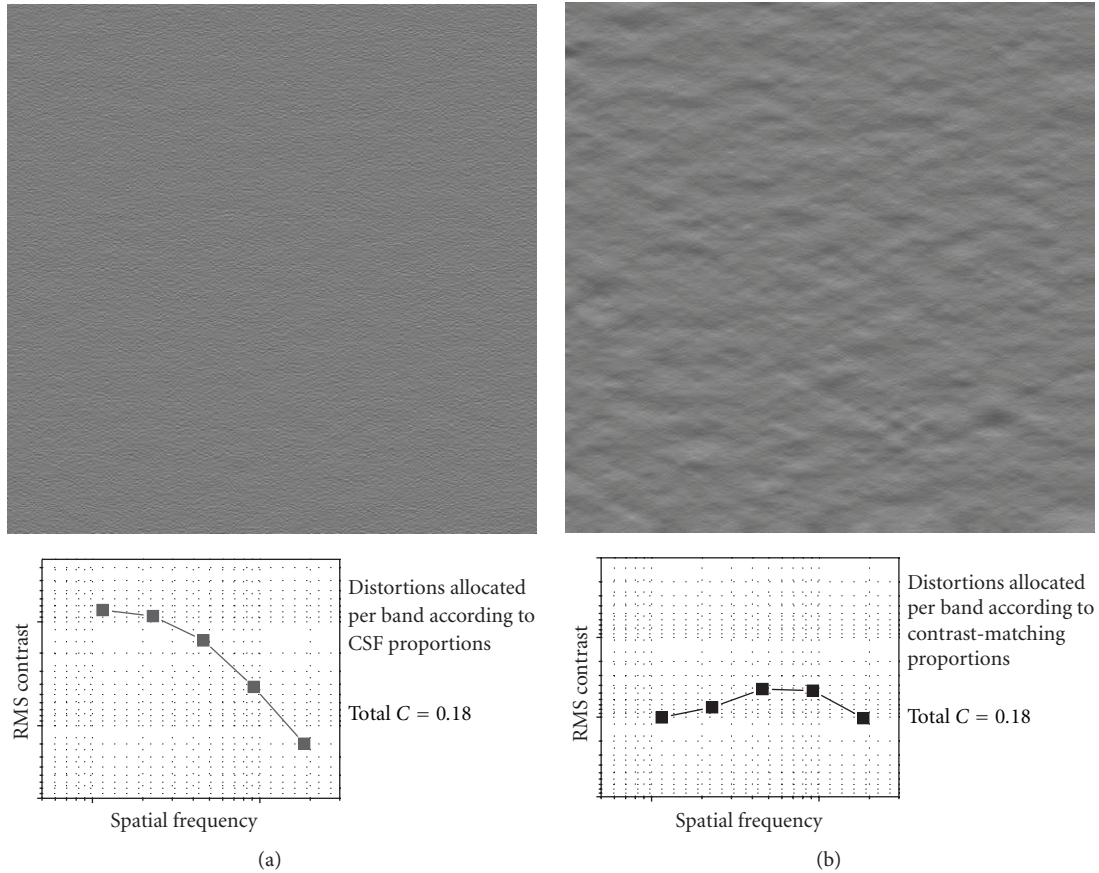 RMS contrast
Spatial frequency
Distortions allocated
per band according to
CSF proportions
Total C = 0.18
(a)
RMS contrast
Spatial frequency
Distortions allocated
per band according to
contrast-matching
proportions
Total C = 0.18
(b)